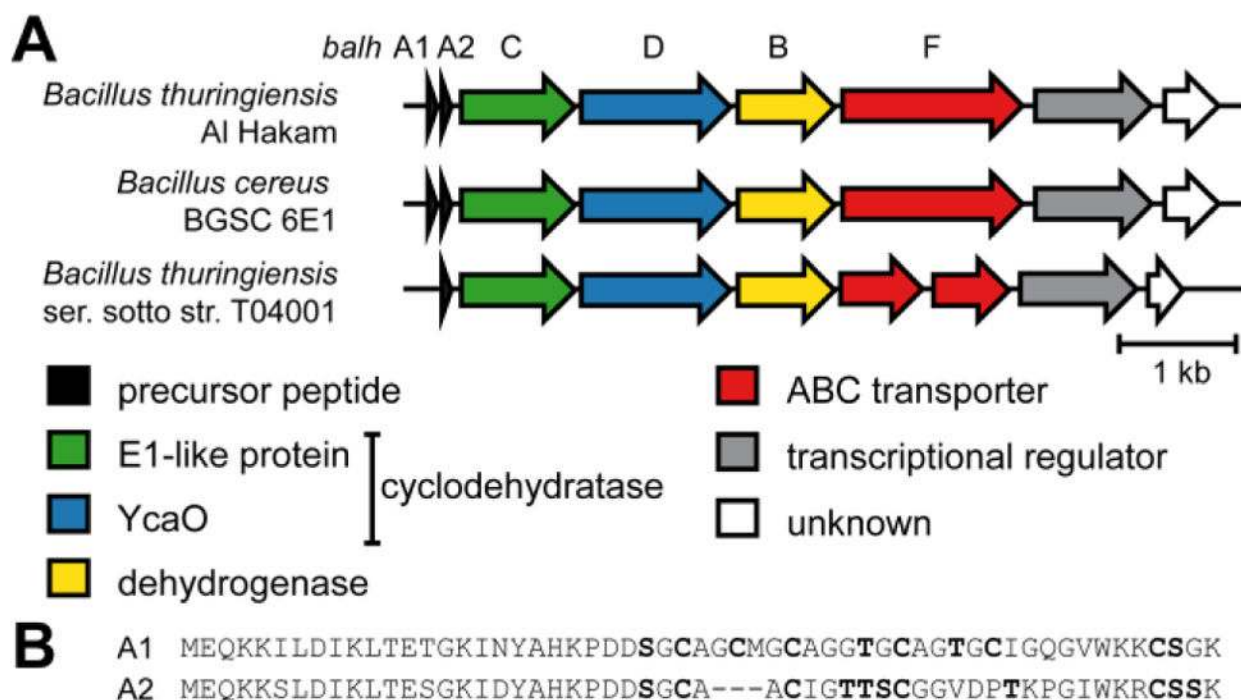 A
balh A1 A2 C D B F
Bacillus thuringiensis
Al Hakam
Bacillus cereus
BGSC 6E1
Bacillus thuringiensis
ser. sotto str. T04001
1 kb
precursor peptide
E1-like protein
YcaO
cyclodehydratase
dehydrogenase
ABC transporter
transcriptional regulator
unknown
B
A1 MEQKKILDIKLTETGKINYAHKPDDSGCAGCMGCAGGTGCAGTGCIGQGVWKKCSGK
A2 MEQKKSLDIKLTESGKIDYAHKPDDSGCA---ACIGTTSCGGVDPTKPGIWKRCSSK